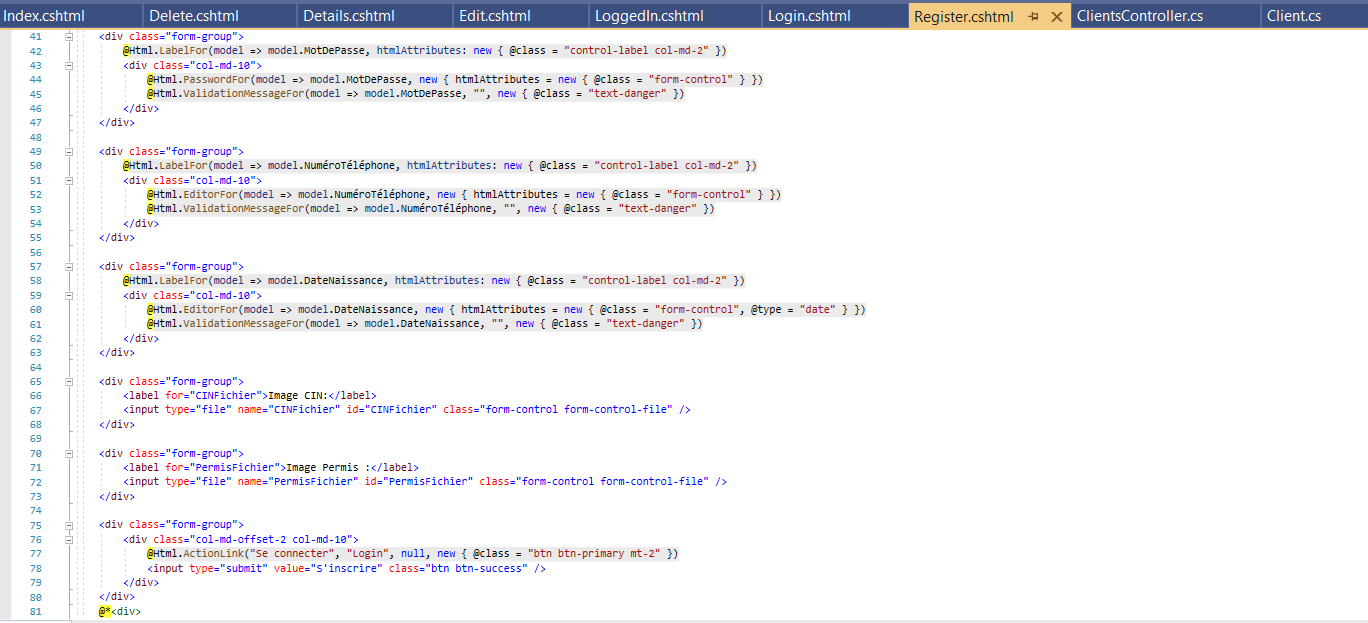 Index.cshtml Delete.cshtml Details.cshtml Edit.cshtml LoggedIn.cshtml Login.cshtml Register.cshtml ClientsController.cs Client.cs
41 <div class="form-group">
42 @Html.LabelFor(model => model.MotDePasse, htmlAttributes: new { @class = "control-label col-md-2" })
43 <div class="col-md-10">
44 @Html.PasswordFor(model => model.MotDePasse, new { htmlAttributes = new { @class = "form-control" } })
45 @Html.ValidationMessageFor(model => model.MotDePasse, "", new { @class = "text-danger" })
46 </div>
47 </div>
48
49 <div class="form-group">
50 @Html.LabelFor(model => model.NuméroTéléphone, htmlAttributes: new { @class = "control-label col-md-2" })
51 <div class="col-md-10">
52 @Html.EditorFor(model => model.NuméroTéléphone, new { htmlAttributes = new { @class = "form-control" } })
53 @Html.ValidationMessageFor(model => model.NuméroTéléphone, "", new { @class = "text-danger" })
54 </div>
55 </div>
56
57 <div class="form-group">
58 @Html.LabelFor(model => model.DateNaissance, htmlAttributes: new { @class = "control-label col-md-2" })
59 <div class="col-md-10">
60 @Html.EditorFor(model => model.DateNaissance, new { htmlAttributes = new { @class = "form-control", @type = "date" } })
61 @Html.ValidationMessageFor(model => model.DateNaissance, "", new { @class = "text-danger" })
62 </div>
63 </div>
64
65 <div class="form-group">
66 <label for="CINFichier">Image CIN:</label>
67 <input type="file" name="CINFichier" id="CINFichier" class="form-control form-control-file" />
68 </div>
69
70 <div class="form-group">
71 <label for="PermisFichier">Image Permis :</label>
72 <input type="file" name="PermisFichier" id="PermisFichier" class="form-control form-control-file" />
73 </div>
74
75 <div class="form-group">
76 <div class="col-md-offset-2 col-md-10">
77 @Html.ActionLink("Se connecter", "Login", null, new { @class = "btn btn-primary mt-2" })
78 <input type="submit" value="S'inscrire" class="btn btn-success" />
79 </div>
80 </div>
81 @*<div>